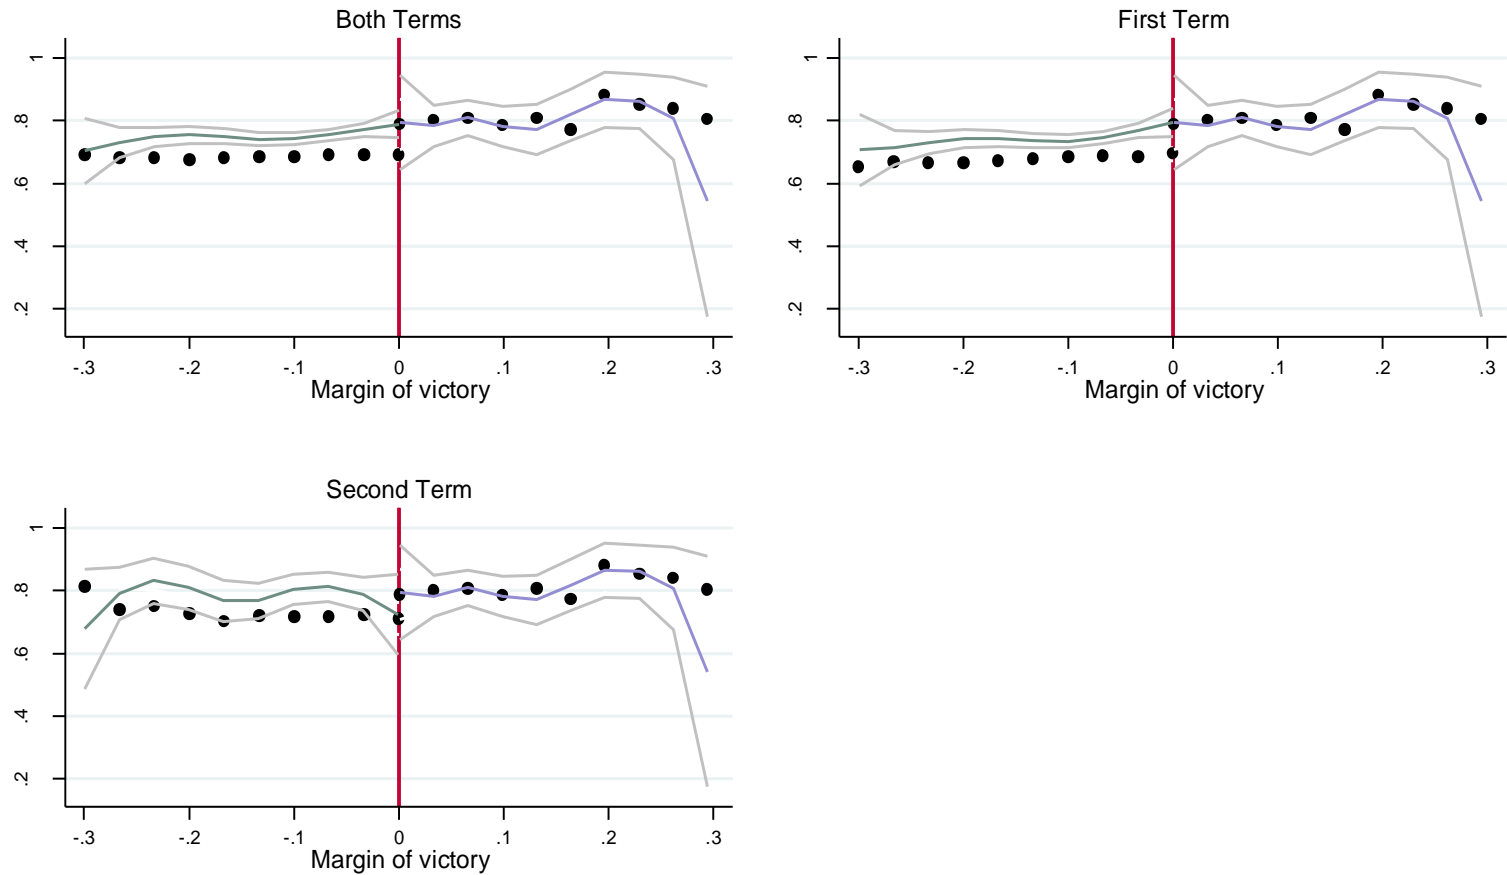 Both Terms
1
.8
.6
.4
.2
-.3 -.2 -.1 0 .1 .2 .3
Margin of victory
First Term
1
.8
.6
.4
.2
-.3 -.2 -.1 0 .1 .2 .3
Margin of victory
Second Term
1
.8
.6
.4
.2
-.3 -.2 -.1 0 .1 .2 .3
Margin of victory